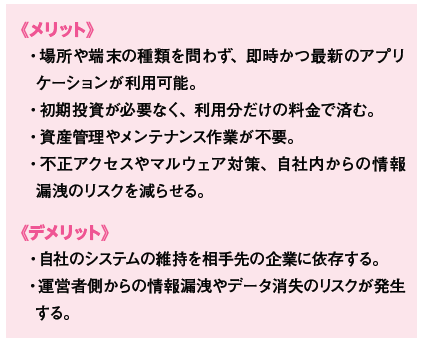 《メリット》
・場所や端末の種類を問わず、即時かつ最新のアプリ
ケーションが利用可能。
・初期投資が必要なく、利用分だけの料金で済む。
・資産管理やメンテナンス作業が不要。
・不正アクセスやマルウェア対策、自社内からの情報
漏洩のリスクを減らせる。
《デメリット》
・自社のシステムの維持を相手先の企業に依存する。
・運営者側からの情報漏洩やデータ消失のリスクが発生
する。